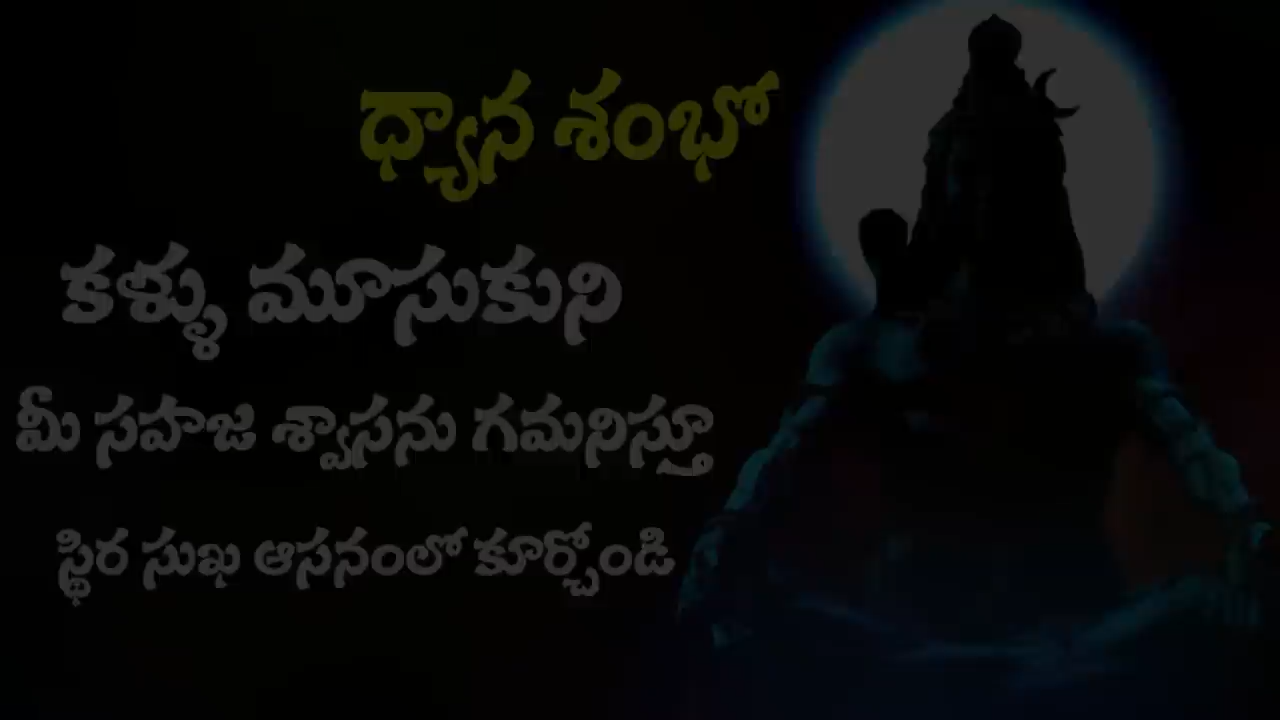 ధ్యాన శంభో
కళ్ళు మూసుకుని
మీ సహజ శ్వాసను గమనిస్తూ
స్థిర సుఖ ఆసనంలో కూర్చోండి